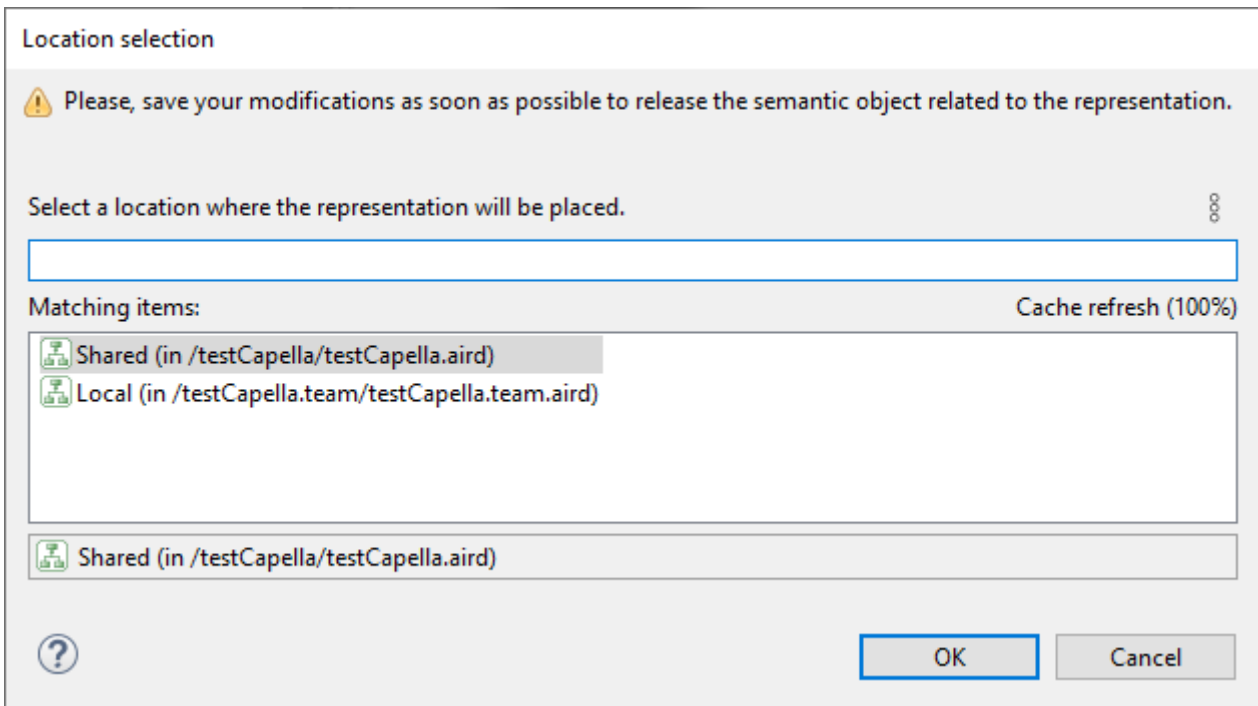 Location selection
Please, save your modifications as soon as possible to release the semantic object related to the representation.
Select a location where the representation will be placed.
Matching items: Cache refresh (100%)
Shared (in /testCapella/testCapella.aird)
Local (in /testCapella.team/testCapella.team.aird)
Shared (in /testCapella/testCapella.aird)
? OK Cancel